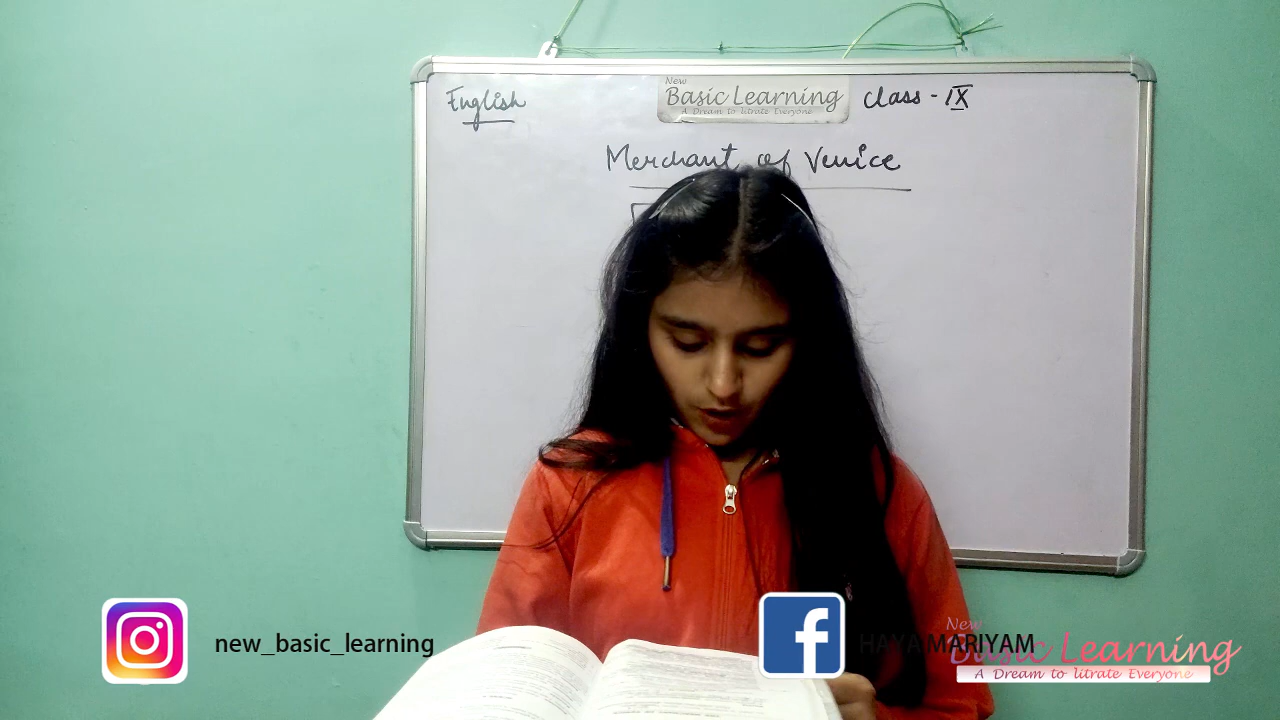 English
New
Basic Learning
A Dream to litrate Everyone
Class - IX
Merchant of Venice
new_basic_learning
HAYA MARIYAM
New
Basic Learning
A Dream to litrate Everyone